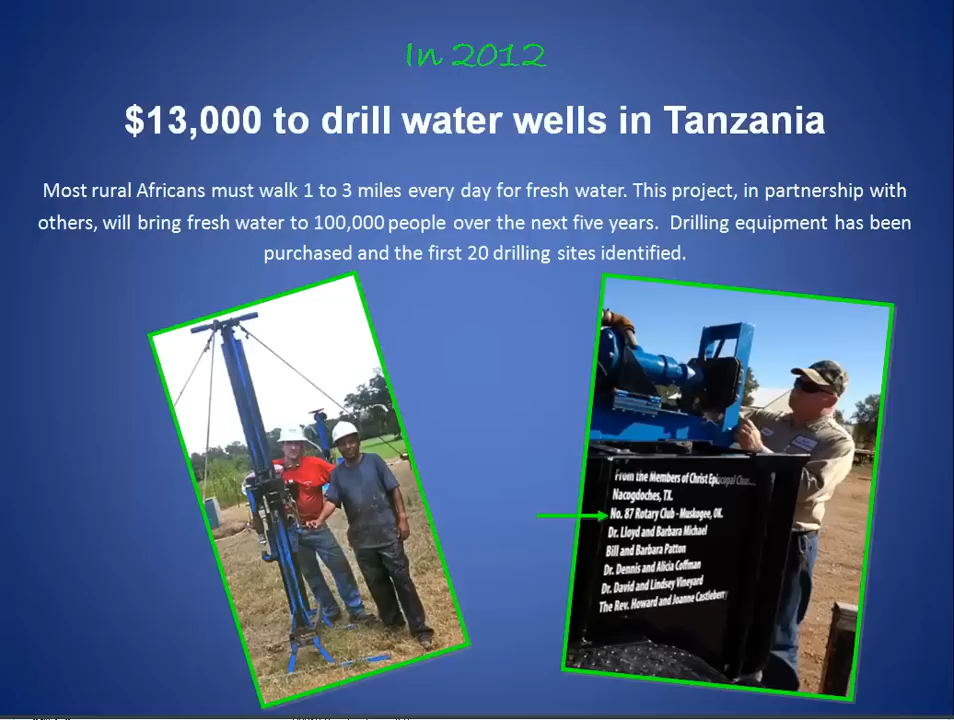 In 2012
$13,000 to drill water wells in Tanzania
Most rural Africans must walk 1 to 3 miles every day for fresh water. This project, in partnership with
others, will bring fresh water to 100,000 people over the next five years. Drilling equipment has been
purchased and the first 20 drilling sites identified.
From the Members of Christ Episcopal
Nacogdoches, TX.
No. 87 Rotary Club - Muskogee, OK.
Dr. Lloyd and Barbara Michael
Bill and Barbara Patton
Dr. Dennis and Alicia Coffman
Dr. David and Lindsey Vineyard
The Rev. Howard and Joanne Castleberry